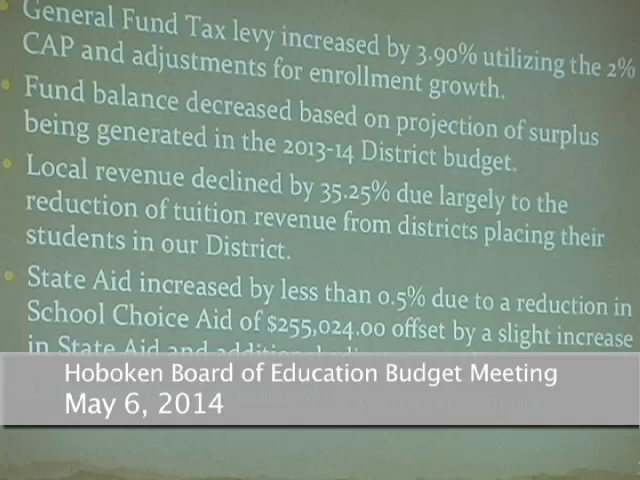 General Fund Tax levy increased by 3.90% utilizing the 2%
CAP and adjustments for enrollment growth.
Fund balance decreased based on projection of surplus
being generated in the 2013-14 District budget.
Local revenue declined by 35.25% due largely to the
reduction of tuition revenue from districts placing their
students in our District.
State Aid increased by less than 0.5% due to a reduction in
School Choice Aid of $255,024.00 offset by a slight increase
in State Aid and additional
Hoboken Board of Education Budget Meeting
May 6, 2014